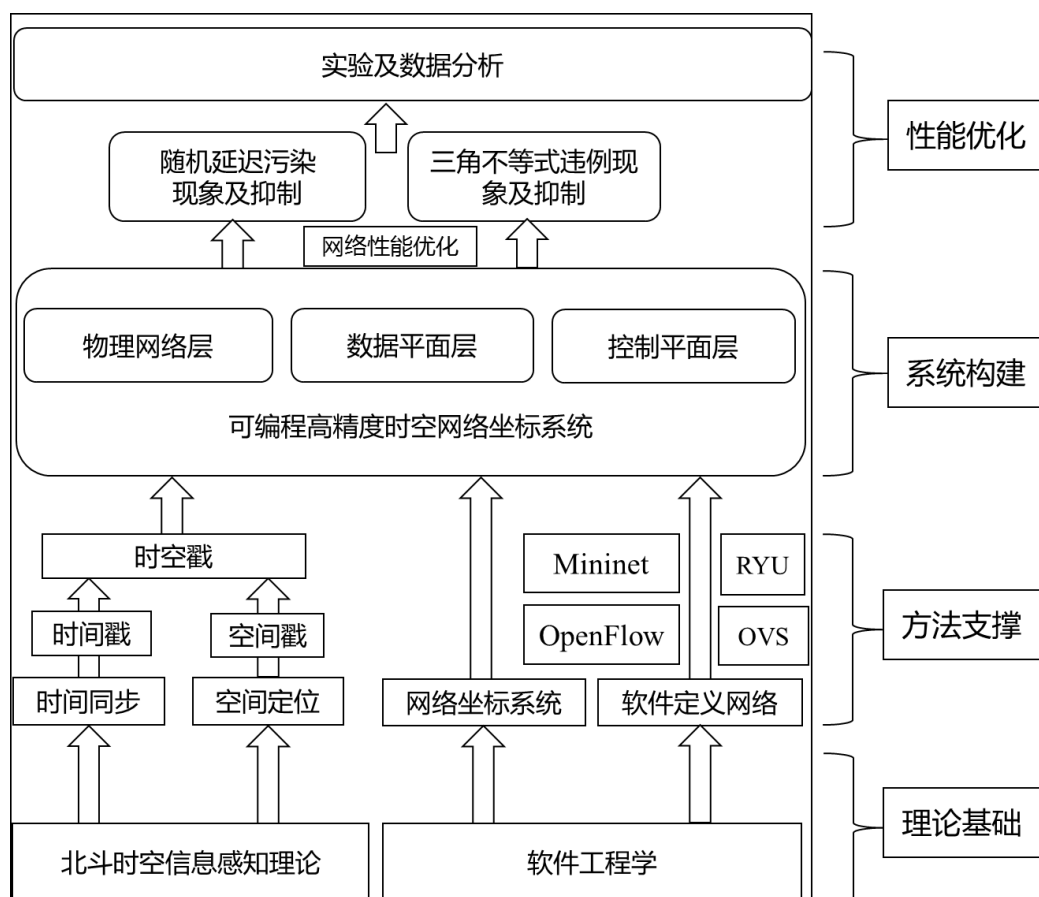 实验及数据分析
性能优化
随机延迟污染
现象及抑制
三角不等式违例现
象及抑制
网络性能优化
物理网络层
数据平面层
控制平面层
系统构建
可编程高精度时空网络坐标系统
时空戳
Mininet
RYU
时间戳
空间戳
OpenFlow
OVS
方法支撑
时间同步
空间定位
网络坐标系统
软件定义网络
理论基础
北斗时空信息感知理论
软件工程学